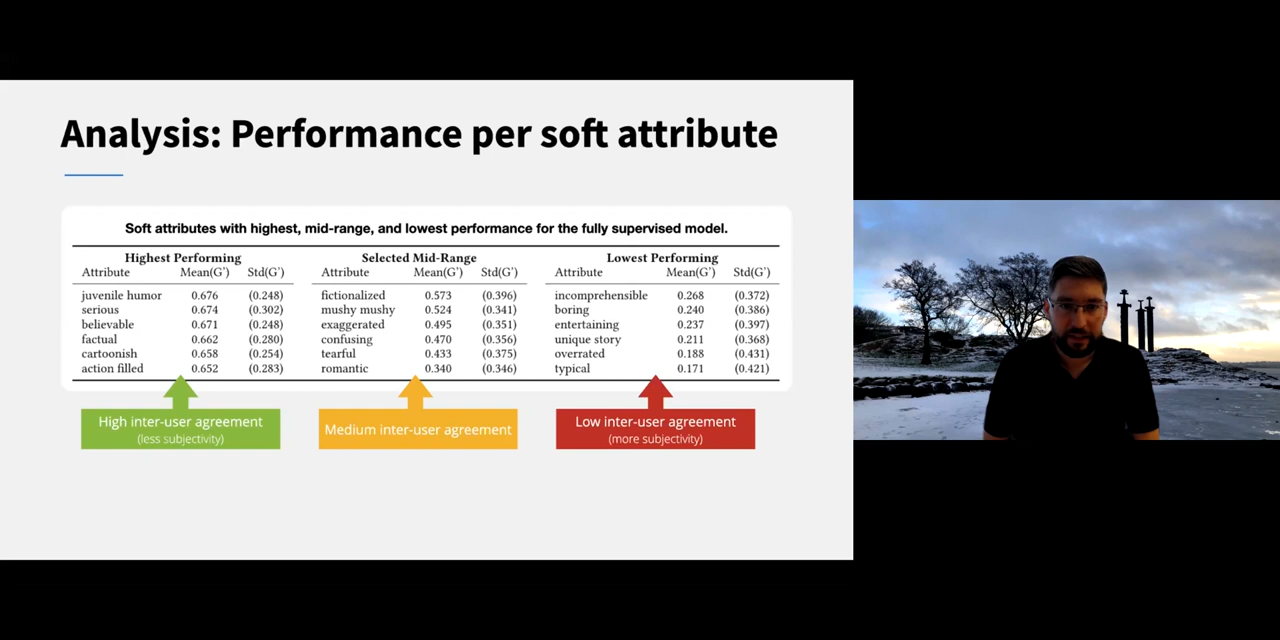 Analysis: Performance per soft attribute
Soft attributes with highest, mid-range, and lowest performance for the fully supervised model.
Highest Performing Selected Mid-Range Lowest Performing
Attribute Mean(G') Std(G') Attribute Mean(G') Std(G') Attribute Mean(G') Std(G')
juvenile humor 0.676 (0.248) fictionalized 0.573 (0.396) incomprehensible 0.268 (0.372)
serious 0.674 (0.302) mushy mushy 0.524 (0.341) boring 0.240 (0.386)
believable 0.671 (0.248) exaggerated 0.495 (0.351) entertaining 0.237 (0.397)
factual 0.662 (0.280) confusing 0.470 (0.356) unique story 0.211 (0.368)
cartoonish 0.658 (0.254) tearful 0.433 (0.375) overrated 0.188 (0.431)
action filled 0.652 (0.283) romantic 0.340 (0.346) typical 0.171 (0.421)
High inter-user agreement
(less subjectivity)
Medium inter-user agreement
Low inter-user agreement
(more subjectivity)